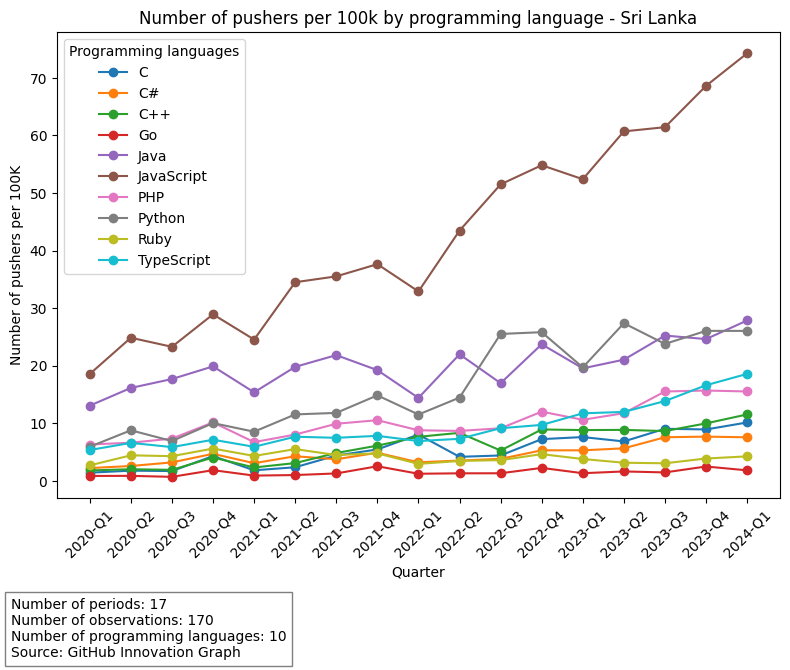 Number of pushers per 100k by programming language - Sri Lanka
Programming languages
C
C#
C++
Go
Java
JavaScript
PHP
Python
Ruby
TypeScript
Number of pushers per 100K
70
60
50
40
30
20
10
0
2020-Q1
2020-Q2
2020-Q3
2020-Q4
2021-Q1
2021-Q2
2021-Q3
2021-Q4
2022-Q1
2022-Q2
2022-Q3
2022-Q4
2023-Q1
2023-Q2
2023-Q3
2023-Q4
2024-Q1
Quarter
Number of periods: 17
Number of observations: 170
Number of programming languages: 10
Source: GitHub Innovation Graph